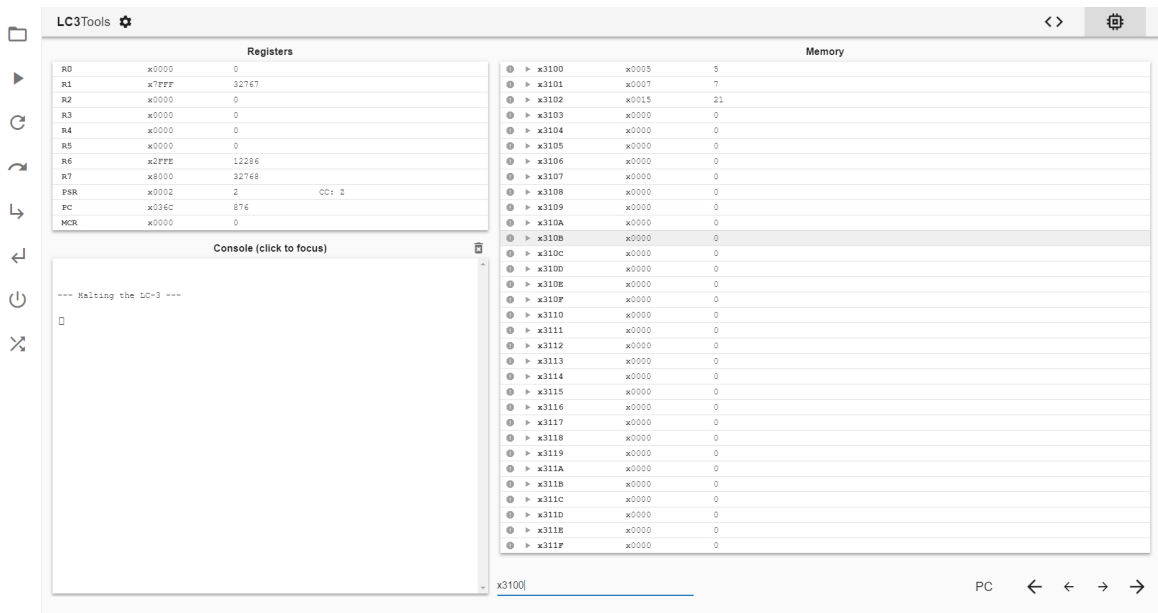 LC3Tools
Registers
R0 x0000 0
R1 x7FFF 32767
R2 x0000 0
R3 x0000 0
R4 x0000 0
R5 x0000 0
R6 x2FFE 12286
R7 x8000 32768
PSR x0002 2 CC: Z
PC x036C 876
MCR x0000 0
Console (click to focus)
--- Halting the LC-3 ---
Memory
x3100 x0005 5
x3101 x0007 7
x3102 x0015 21
x3103 x0000 0
x3104 x0000 0
x3105 x0000 0
x3106 x0000 0
x3107 x0000 0
x3108 x0000 0
x3109 x0000 0
x310A x0000 0
x310B x0000 0
x310C x0000 0
x310D x0000 0
x310E x0000 0
x310F x0000 0
x3110 x0000 0
x3111 x0000 0
x3112 x0000 0
x3113 x0000 0
x3114 x0000 0
x3115 x0000 0
x3116 x0000 0
x3117 x0000 0
x3118 x0000 0
x3119 x0000 0
x311A x0000 0
x311B x0000 0
x311C x0000 0
x311D x0000 0
x311E x0000 0
x311F x0000 0
x3100 PC